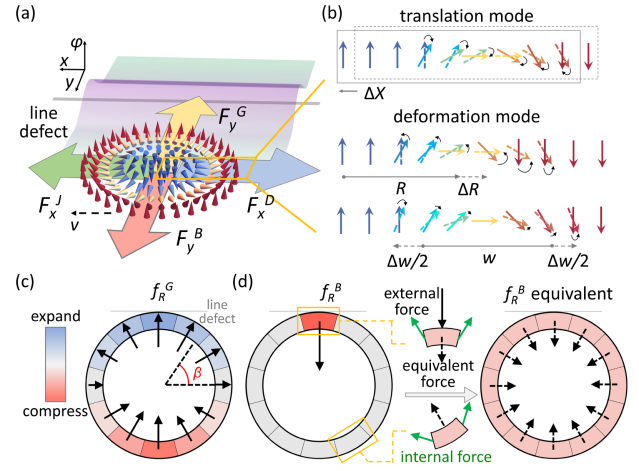 (a)
φ
x
y
line
defect
F_y^G
F_x^J
F_x^D
v
F_y^B
(b)
translation mode
ΔX
deformation mode
R
ΔR
Δw/2
w
Δw/2
(c)
f_R^G
expand
compress
line
defect
β
(d)
f_R^B
external
force
equivalent
force
internal force
f_R^B equivalent